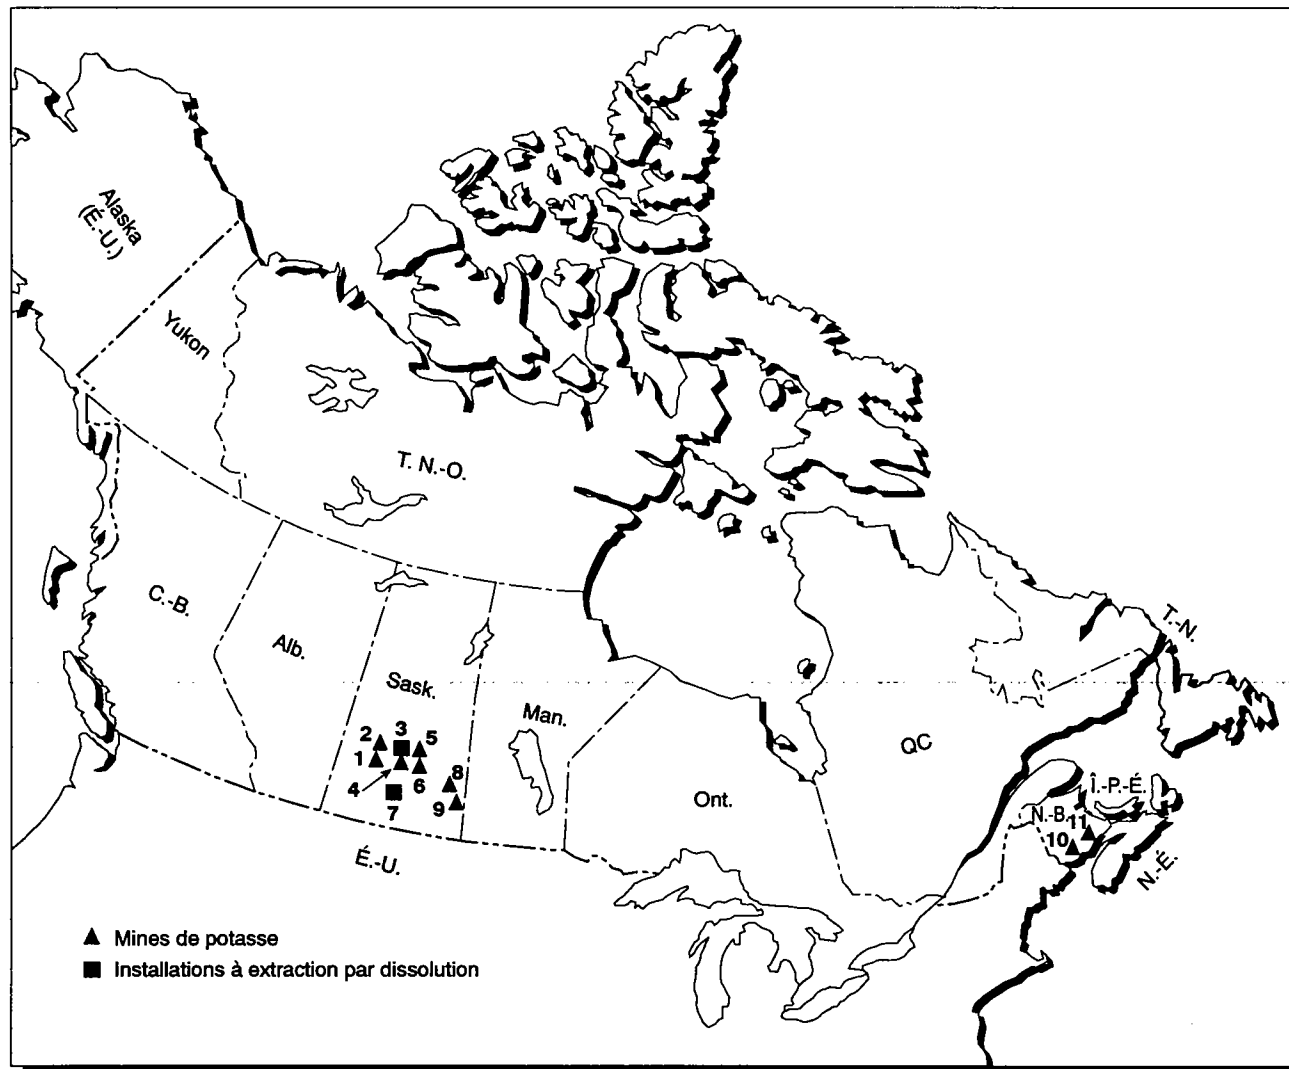 Alaska
(É.-U.)
Yukon
T. N.-O.
C.-B.
Alb.
Sask.
Man.
Ont.
QC
T.-N.
Î.-P.-É.
N.-B.
N.-É.
É.-U.
2
3
5
1
4
6
7
8
9
11
10
Mines de potasse
Installations à extraction par dissolution